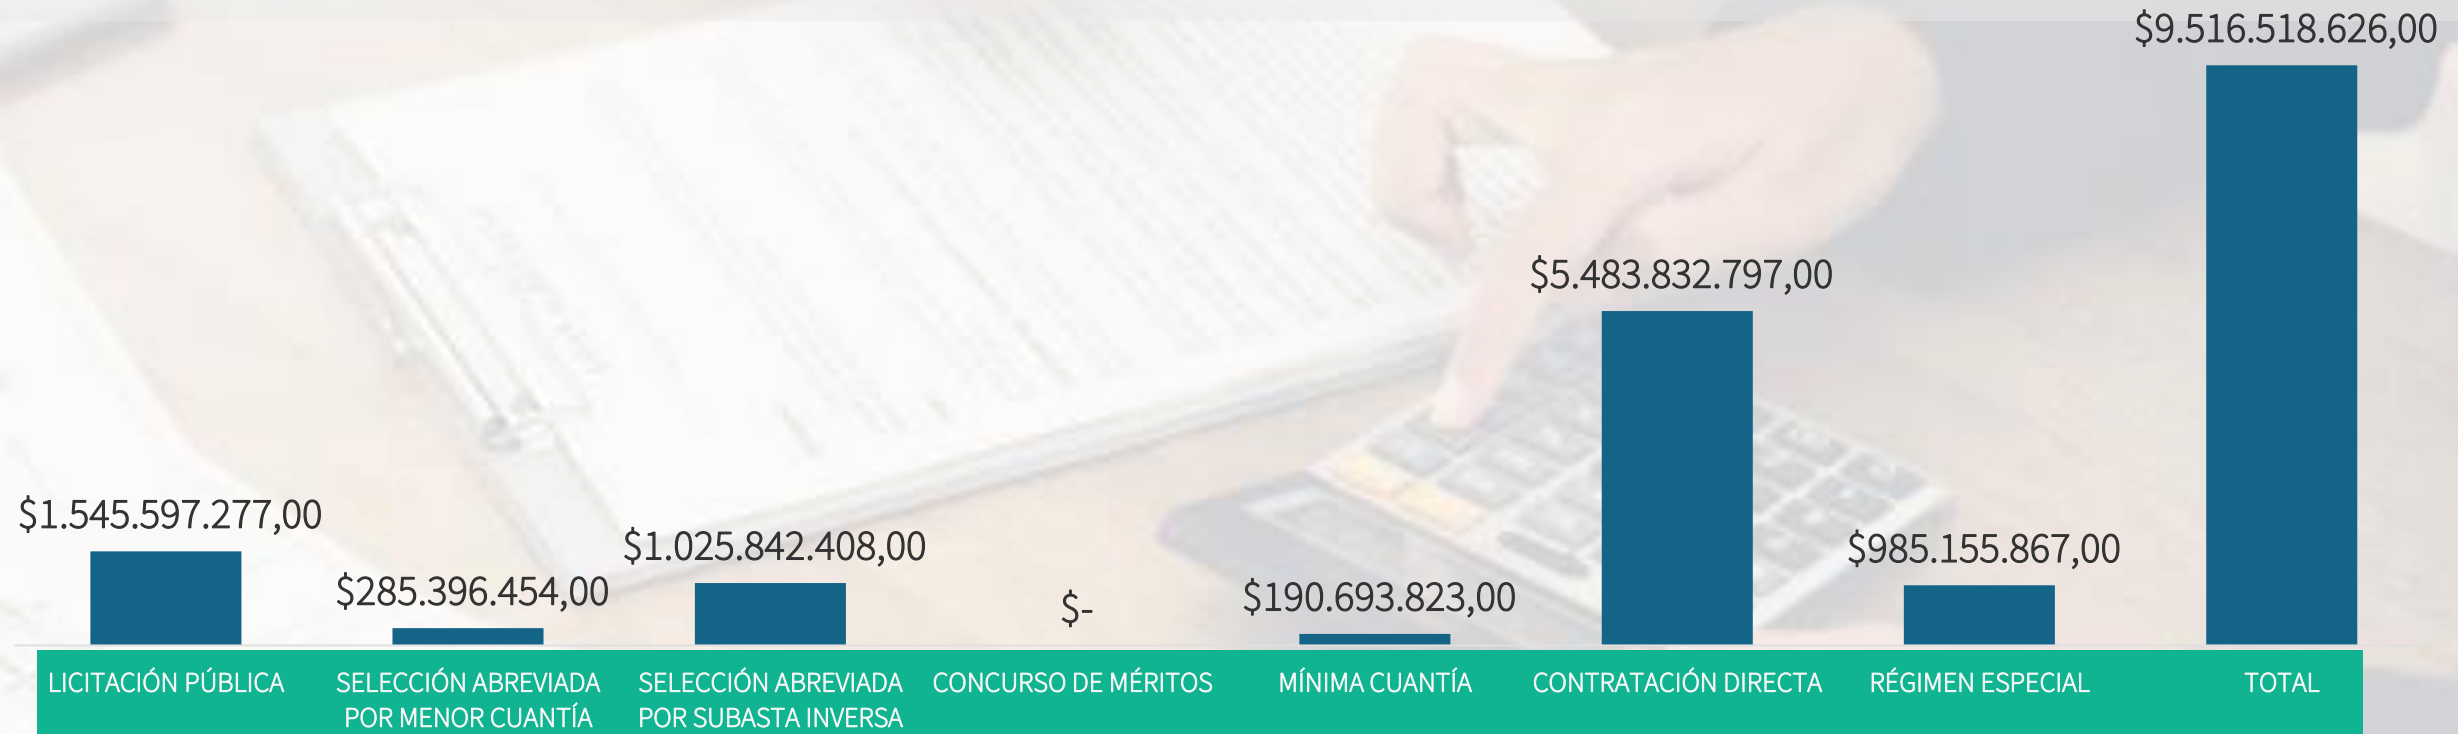 $9.516.518.626,00
$5.483.832.797,00
$1.545.597.277,00
$1.025.842.408,00
$985.155.867,00
$285.396.454,00
$-
$190.693.823,00
LICITACIÓN PÚBLICA
SELECCIÓN ABREVIADA
POR MENOR CUANTÍA
SELECCIÓN ABREVIADA
POR SUBASTA INVERSA
CONCURSO DE MÉRITOS
MÍNIMA CUANTÍA
CONTRATACIÓN DIRECTA
RÉGIMEN ESPECIAL
TOTAL